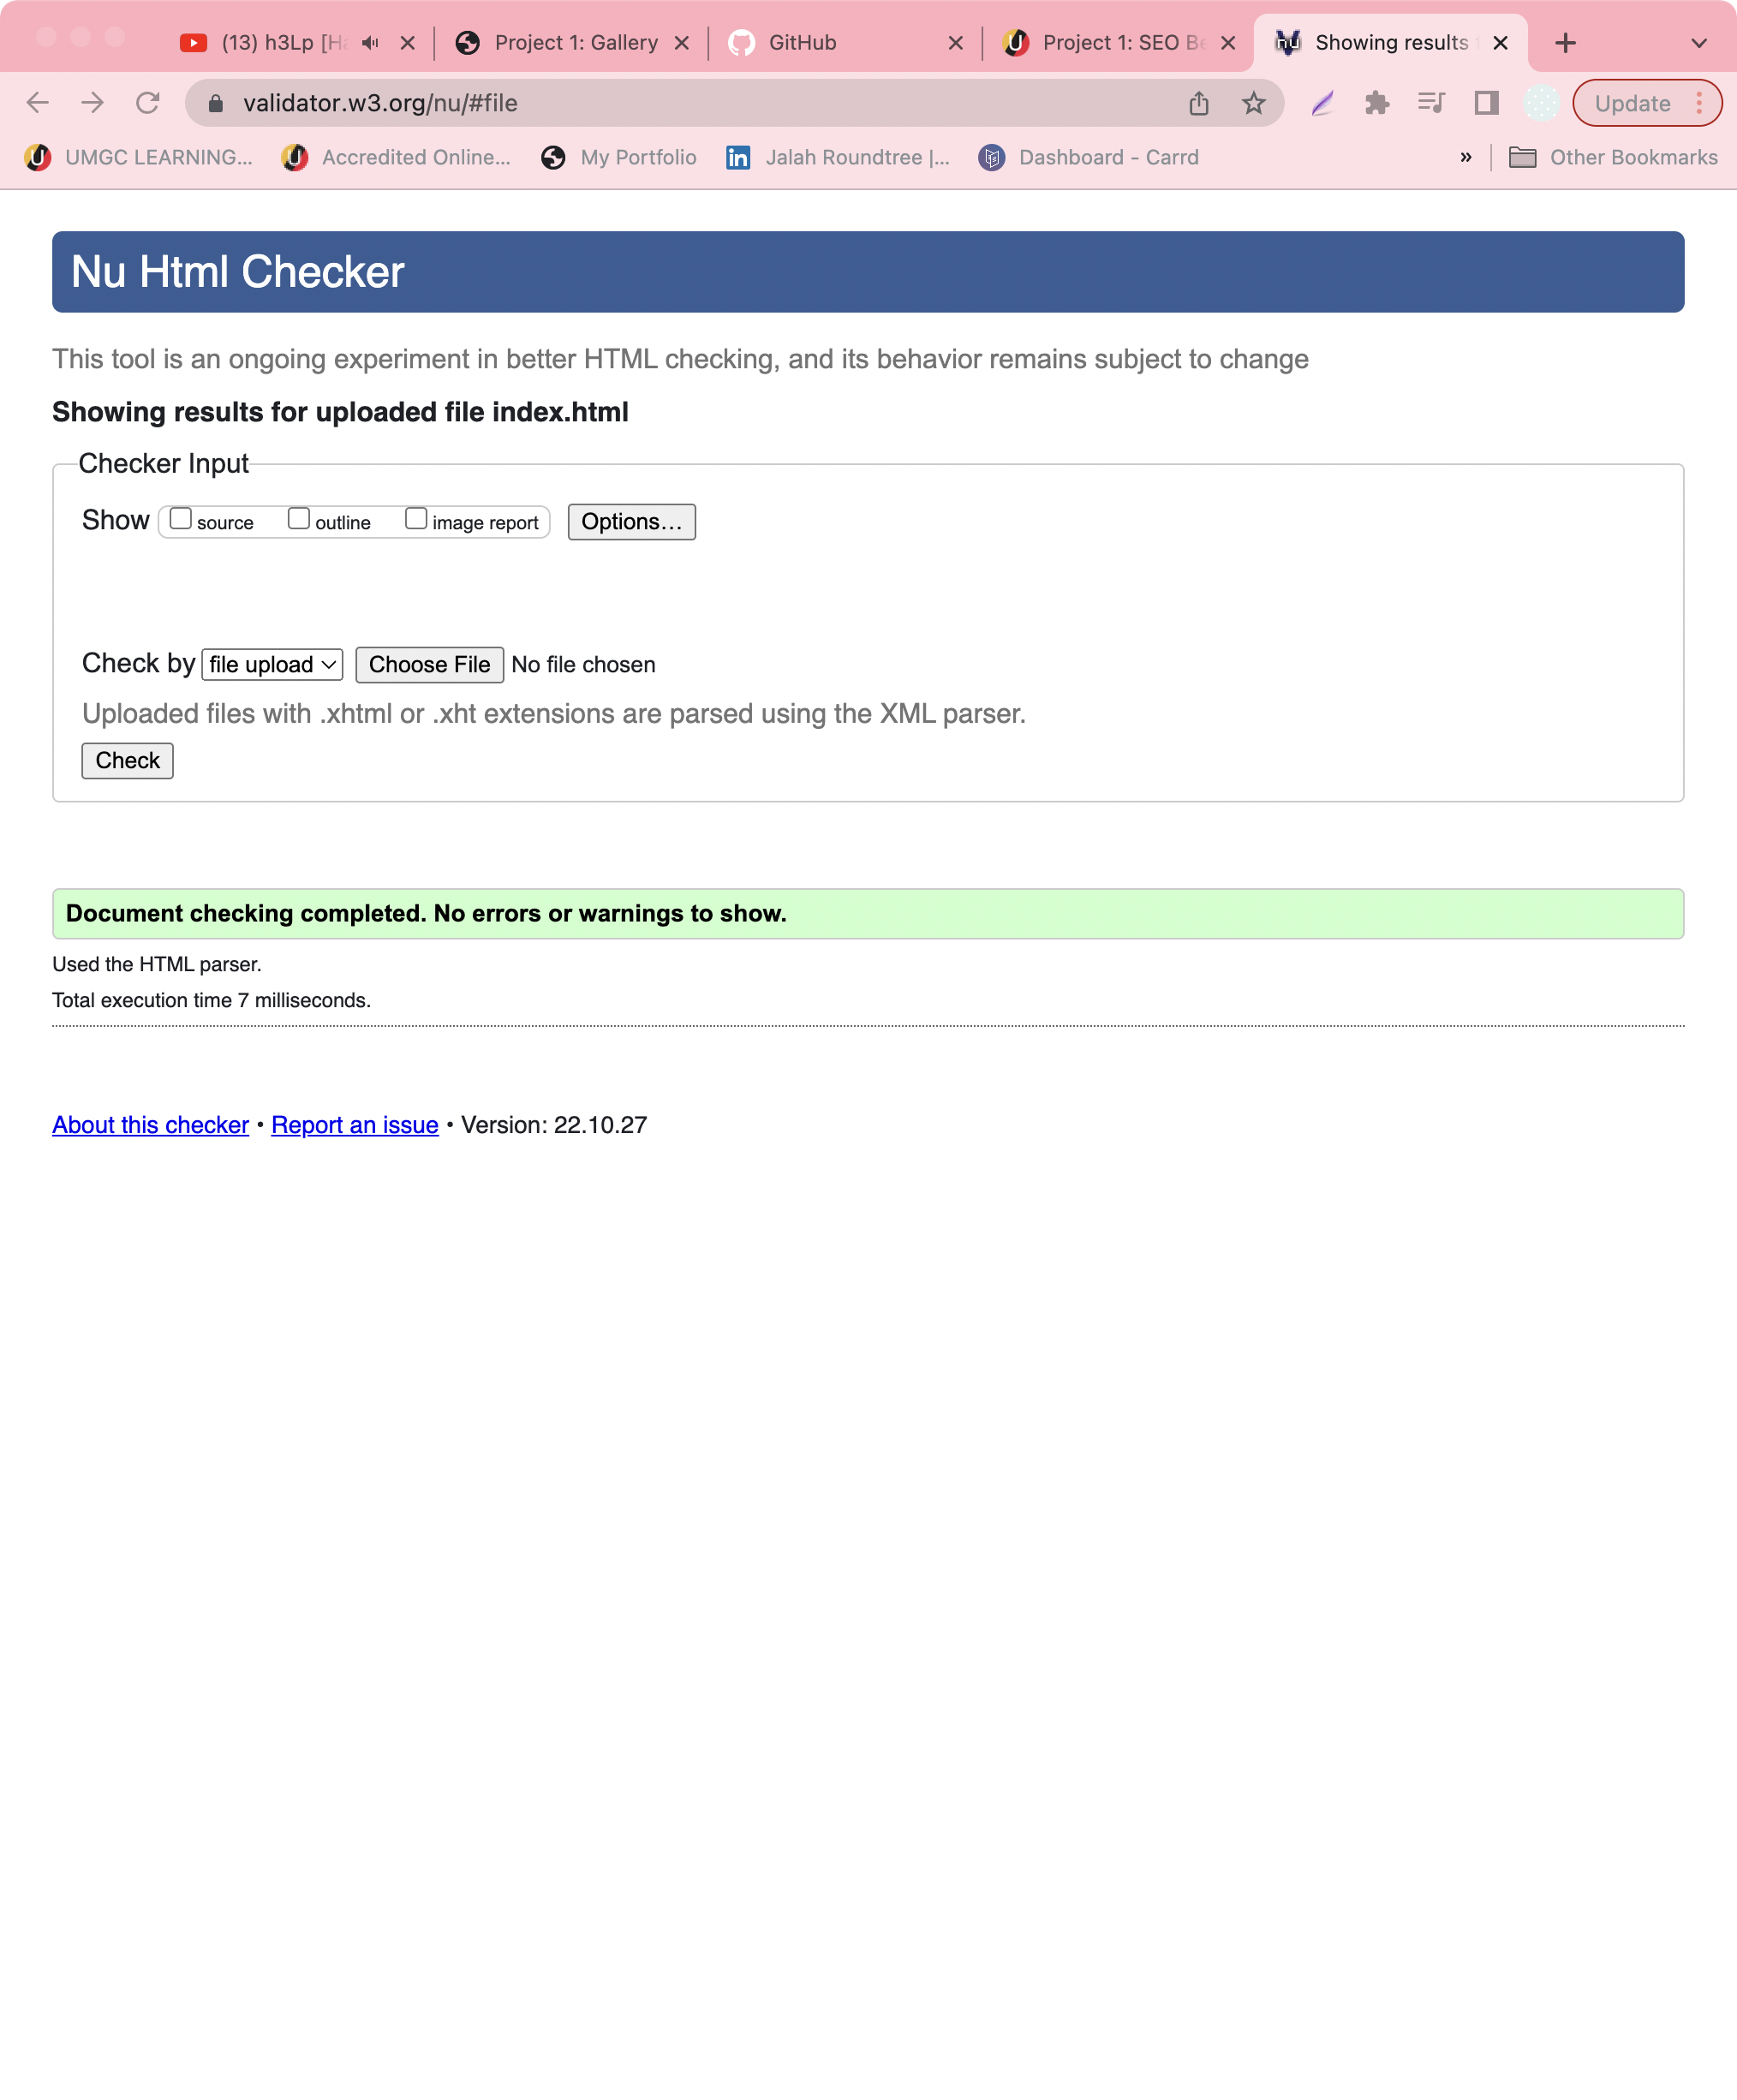 (13) h3Lp [Ha
Project 1: Gallery
GitHub
Project 1: SEO Be
Showing results f
validator.w3.org/nu/#file
Update
UMGC LEARNING...
Accredited Online...
My Portfolio
Jalah Roundtree |...
Dashboard - Carrd
»
Other Bookmarks
Nu Html Checker
This tool is an ongoing experiment in better HTML checking, and its behavior remains subject to change
Showing results for uploaded file index.html
Checker Input
Show source outline image report Options...
Check by file upload Choose File No file chosen
Uploaded files with .xhtml or .xht extensions are parsed using the XML parser.
Check
Document checking completed. No errors or warnings to show.
Used the HTML parser.
Total execution time 7 milliseconds.
About this checker • Report an issue • Version: 22.10.27